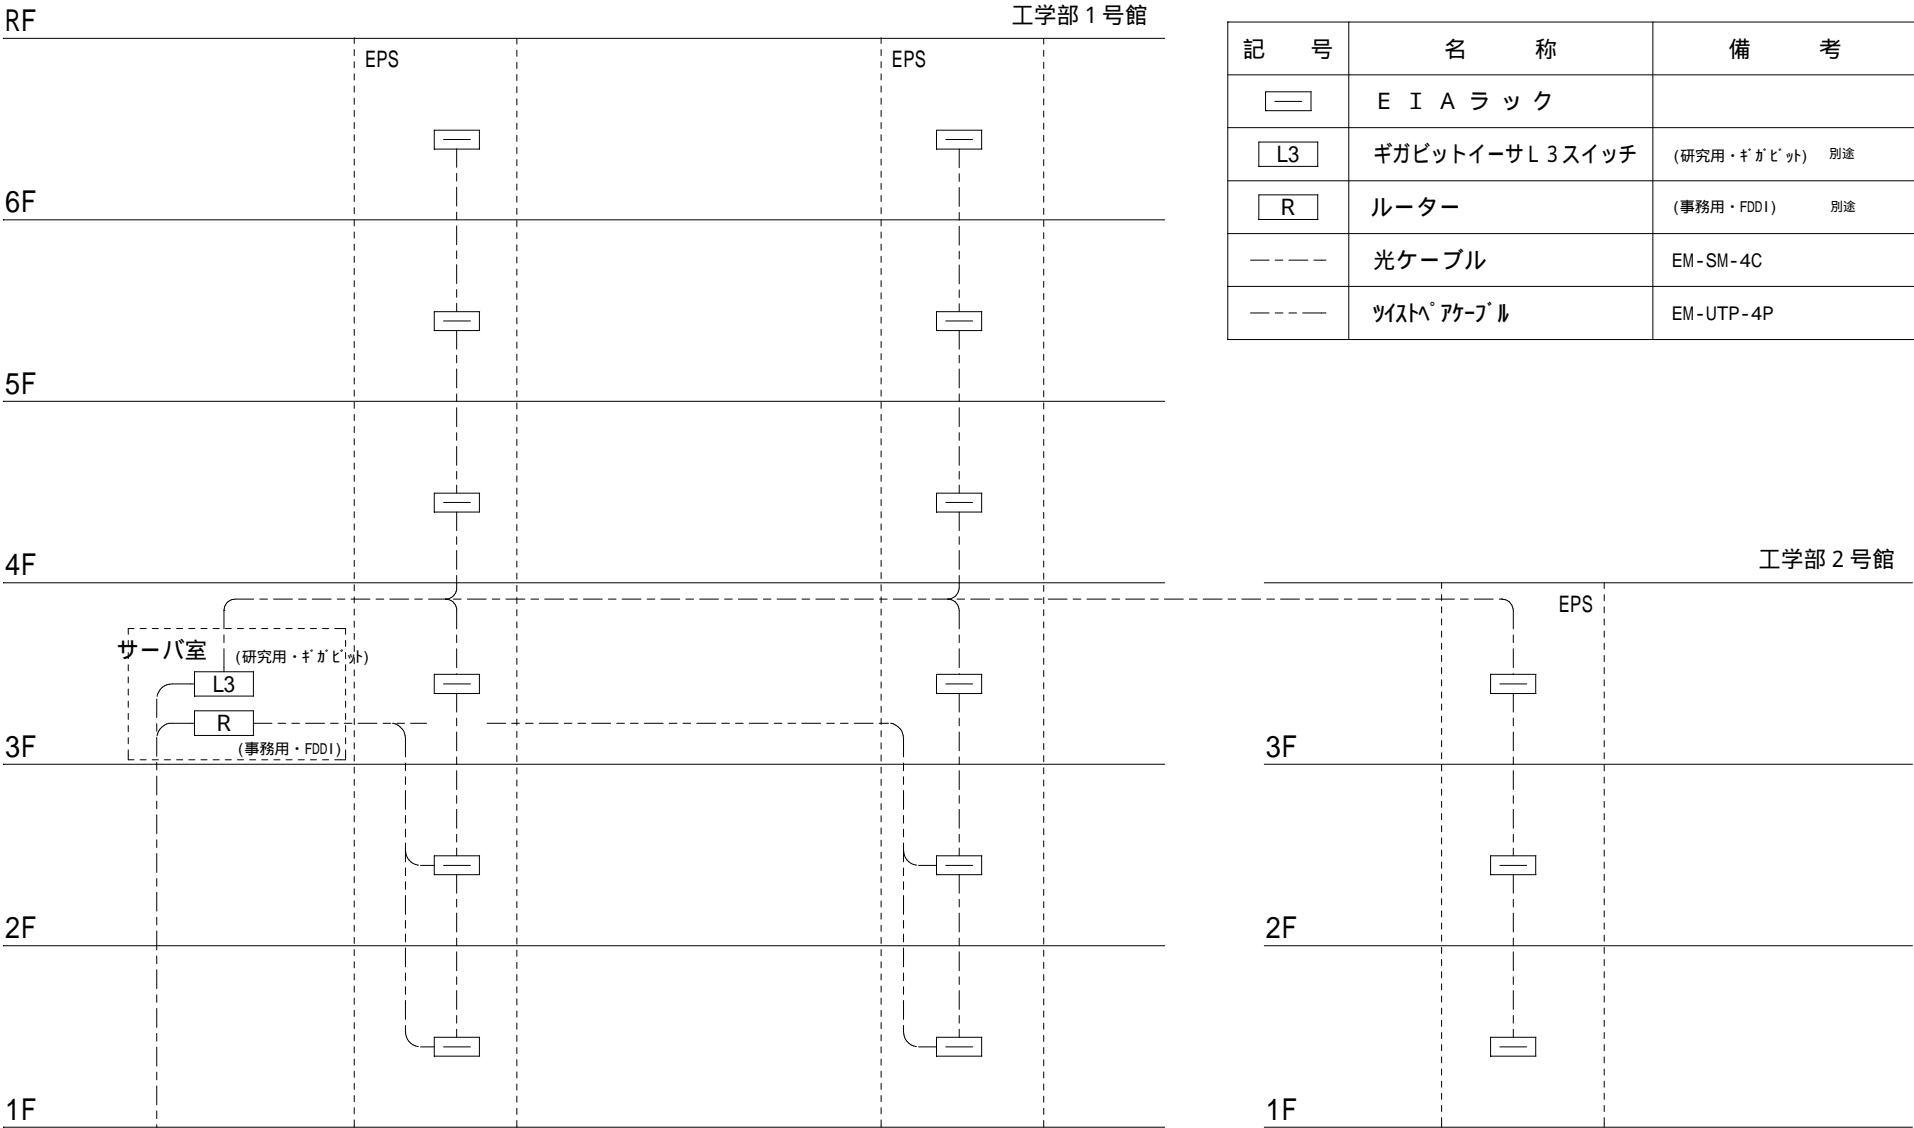 RF
工学部1号館
EPS
EPS
記 号 名 称 備 考
EIAラック
L3 ギガビットイーサL3スイッチ (研究用・ギガビット) 別途
R ルーター (事務用・FDDI) 別途
光ケーブル EM-SM-4C
ツイストペアケーブル EM-UTP-4P
6F
5F
4F
工学部2号館
EPS
サーバ室
(研究用・ギガビット)
L3
R
(事務用・FDDI)
3F
3F
2F
2F
1F
1F